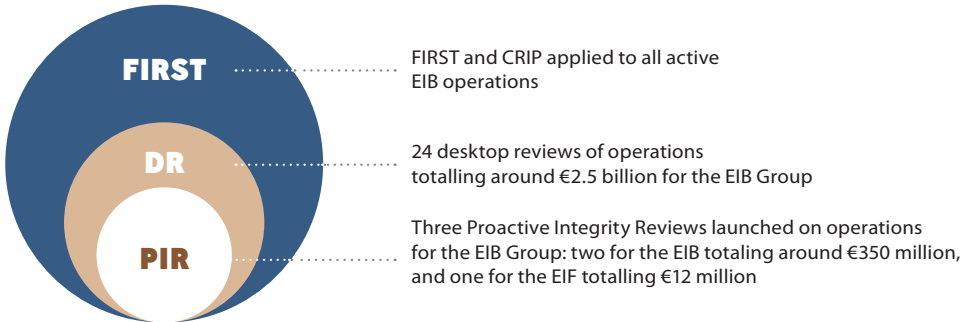 FIRST
FIRST and CRIP applied to all active
EIB operations
DR
24 desktop reviews of operations
totalling around €2.5 billion for the EIB Group
PIR
Three Proactive Integrity Reviews launched on operations
for the EIB Group: two for the EIB totaling around €350 million,
and one for the EIF totalling €12 million